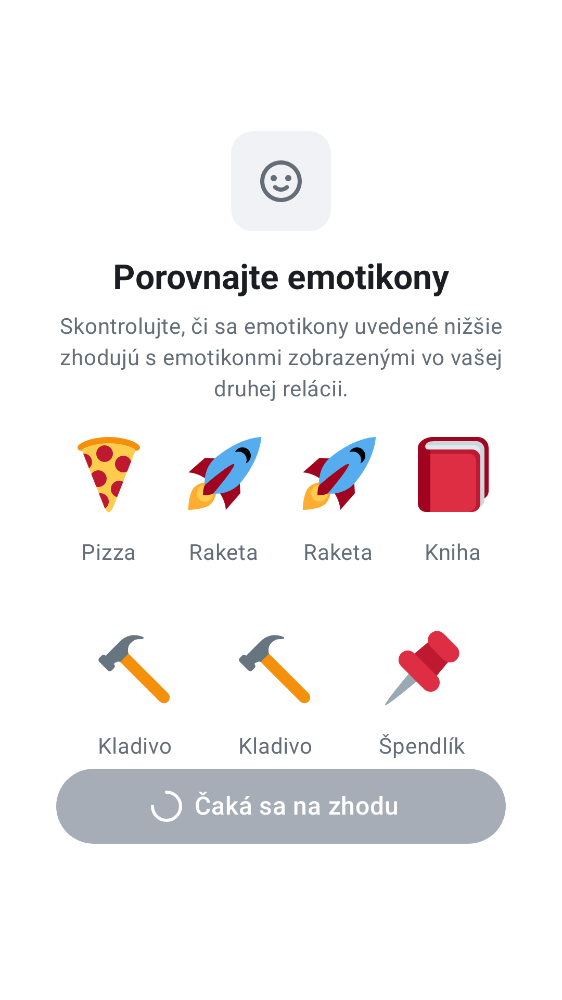 Porovnajte emotikony
Skontrolujte, či sa emotikony uvedené nižšie
zhodujú s emotikonmi zobrazenými vo vašej
druhej relácii.
Pizza Raketa Raketa Kniha
Kladivo Kladivo Špendlík
Čaká sa na zhodu